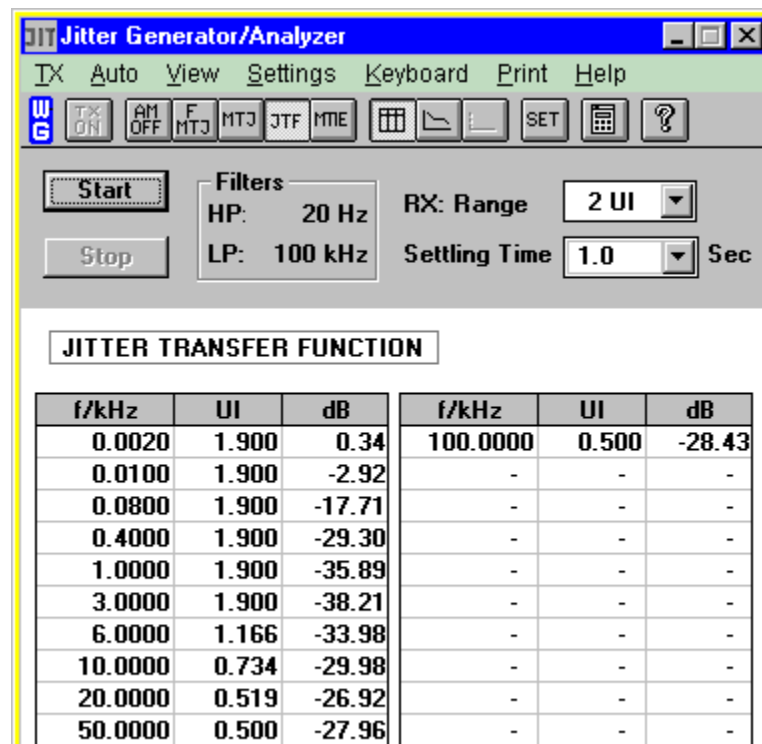 JIT Jitter Generator/Analyzer
TX Auto View Settings Keyboard Print Help
WG TX ON AM OFF F MTJ MTJ JTF MTIE SET ?
Start
Stop
Filters
HP: 20 Hz
LP: 100 kHz
RX: Range 2 UI
Settling Time 1.0 Sec
JITTER TRANSFER FUNCTION
f/kHz UI dB f/kHz UI dB
0.0020 1.900 0.34 100.0000 0.500 -28.43
0.0100 1.900 -2.92 - - -
0.0800 1.900 -17.71 - - -
0.4000 1.900 -29.30 - - -
1.0000 1.900 -35.89 - - -
3.0000 1.900 -38.21 - - -
6.0000 1.166 -33.98 - - -
10.0000 0.734 -29.98 - - -
20.0000 0.519 -26.92 - - -
50.0000 0.500 -27.96 - - -